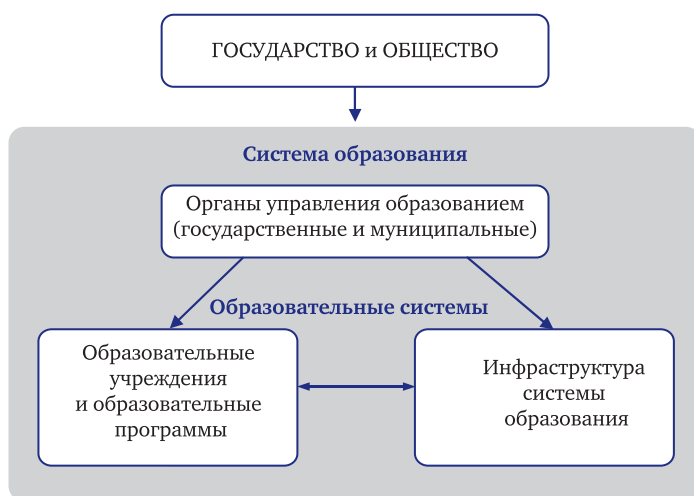 ГОСУДАРСТВО и ОБЩЕСТВО
Система образования
Органы управления образованием
(государственные и муниципальные)
Образовательные системы
Образовательные
учреждения
и образовательные
программы
Инфраструктура
системы
образования